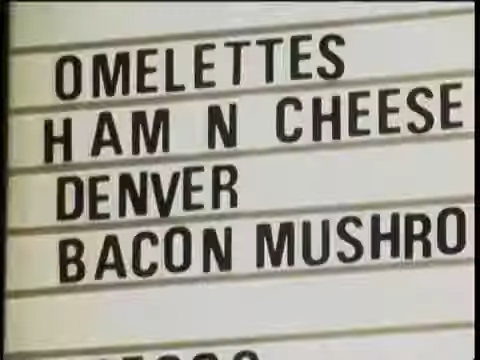 OMELETTES
HAM N CHEESE
DENVER
BACON MUSHRO